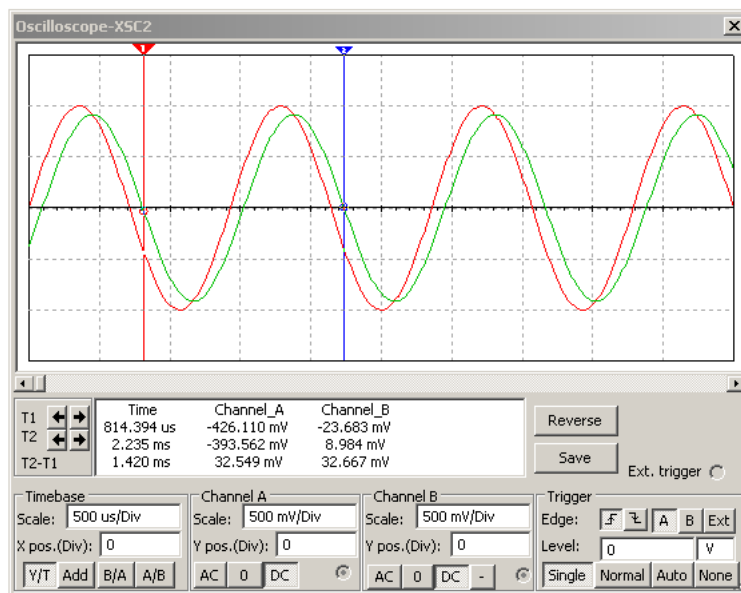 Oscilloscope-XSC2
1 2
Time Channel_A Channel_B
T1 814.394 us -426.110 mV -23.683 mV
T2 2.235 ms -393.562 mV 8.984 mV
T2-T1 1.420 ms 32.549 mV 32.667 mV
Reverse
Save
Ext. trigger
Timebase
Scale: 500 us/Div
X pos.(Div): 0
Y/T Add B/A A/B
Channel A
Scale: 500 mV/Div
Y pos.(Div): 0
AC 0 DC
Channel B
Scale: 500 mV/Div
Y pos.(Div): 0
AC 0 DC -
Trigger
Edge: A B Ext
Level: 0 V
Single Normal Auto None